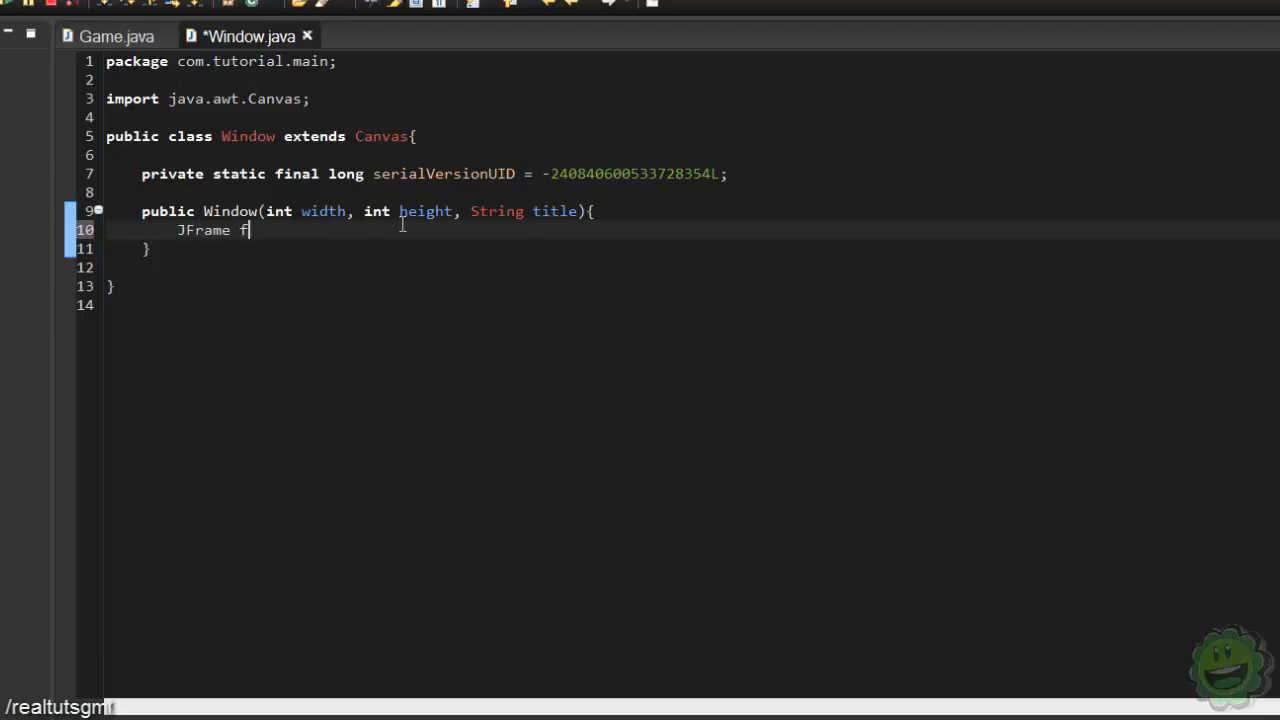 Game.java *Window.java
1 package com.tutorial.main;
2
3 import java.awt.Canvas;
4
5 public class Window extends Canvas{
6
7 private static final long serialVersionUID = -240840600533728354L;
8
9 public Window(int width, int height, String title){
10 JFrame f
11 }
12
13 }
14
/realtutsgm